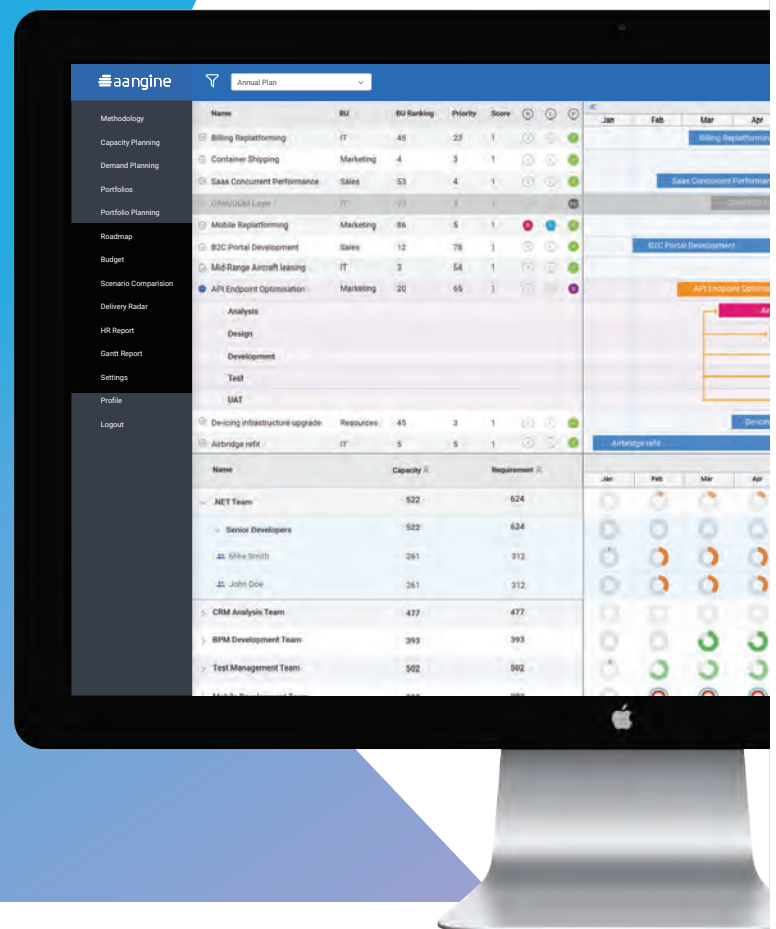 aangine
Annual Plan
Methodology
Capacity Planning
Demand Planning
Portfolios
Portfolio Planning
Roadmap
Budget
Scenario Comparision
Delivery Radar
HR Report
Gantt Report
Settings
Profile
Logout
Name BU BU Ranking Priority Score
Billing Replatforming IT 45 23 1
Container Shipping Marketing 4 3 1
Saas Concurrent Performance Sales 53 4 1
Mobile Replatforming Marketing 86 5 1
B2C Portal Development Sales 12 78 1
Mid-Range Aircraft leasing IT 3 54 1
API Endpoint Optimisation Marketing 20 65 1
Analysis
Design
Development
Test
UAT
De-icing infrastructure upgrade Resources 45 3 1
Airbridge refit IT 5 5 1
Jan Feb Mar Apr
Billing Replatforming
Saas Concurrent Performan
B2C Portal Development
API Endpoint Optimisa
An
De-icing
Airbridge refit
Name Capacity Requirement
Jan Feb Mar Apr
.NET Team 522 624
Senior Developers 522 624
Mike Smith 261 312
John Doe 261 312
CRM Analysis Team 477 477
BPM Development Team 393 393
Test Management Team 502 502